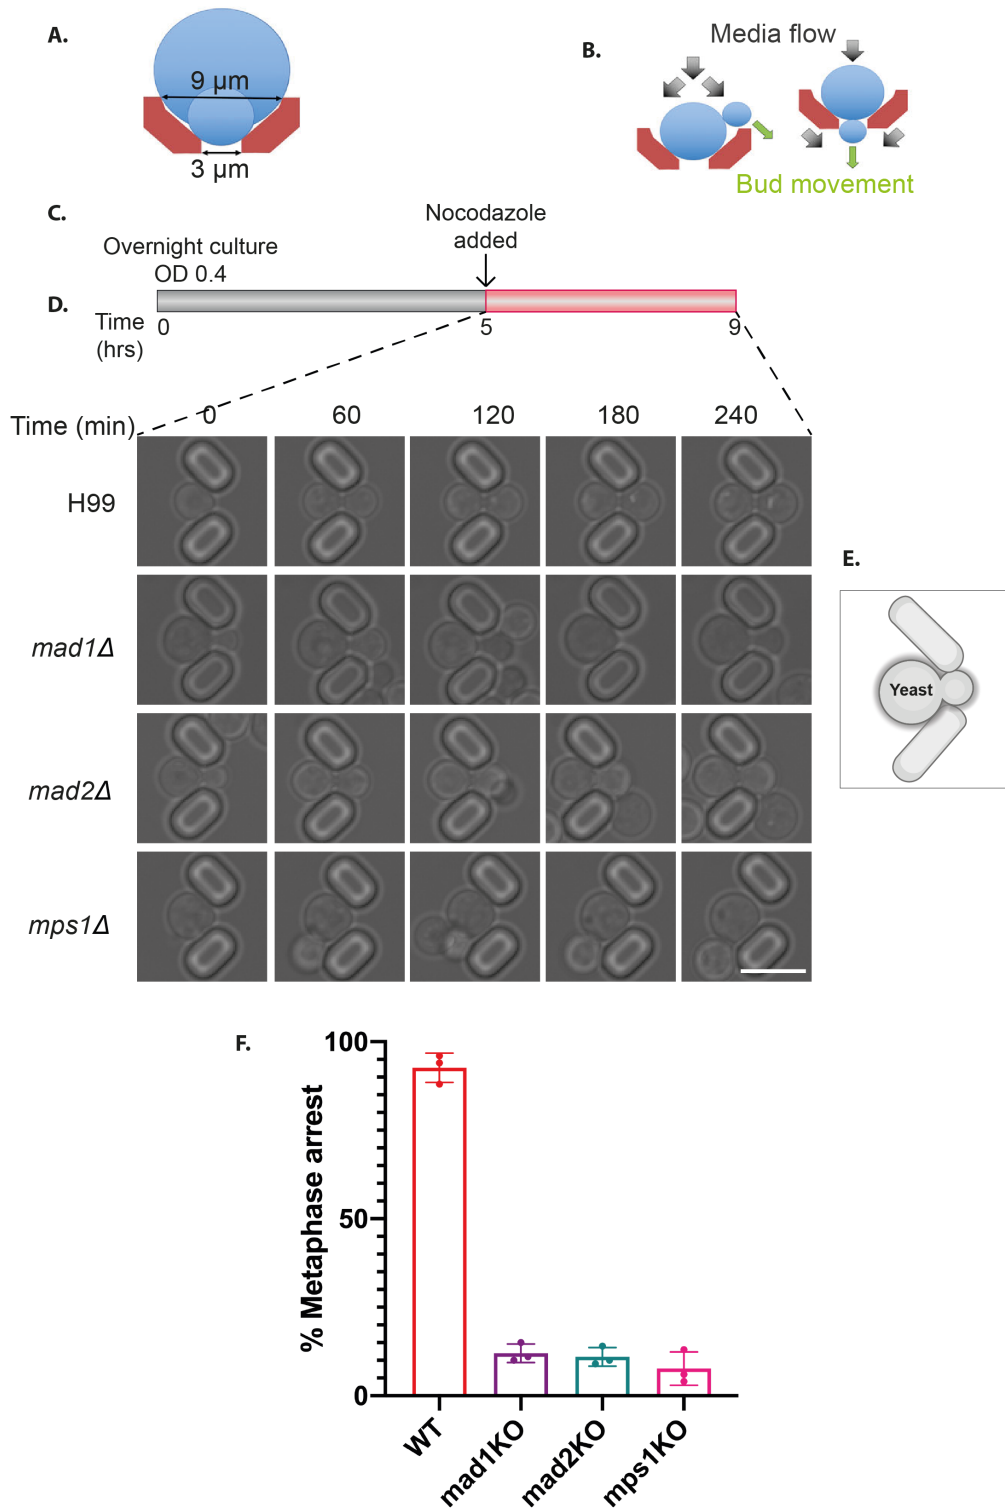 A.
9 µm
3 µm
B.
Media flow
Bud movement
C.
Nocodazole
added
Overnight culture
OD 0.4
D.
Time
(hrs)
0
5
9
Time (min)
0
60
120
180
240
H99
mad1Δ
mad2Δ
mps1Δ
E.
Yeast
F.
% Metaphase arrest
100
50
0
WT
mad1KO
mad2KO
mps1KO